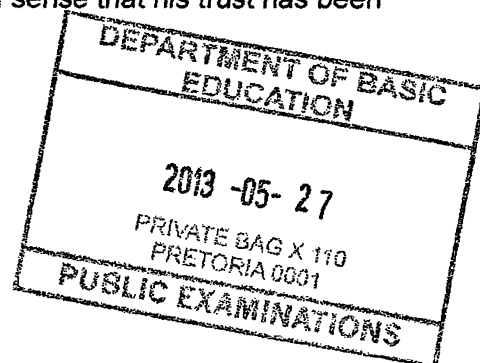 sense that his trust has been
DEPARTMENT OF BASIC
EDUCATION
2013 -05- 27
PRIVATE BAG X 110
PRETORIA 0001
PUBLIC EXAMINATIONS